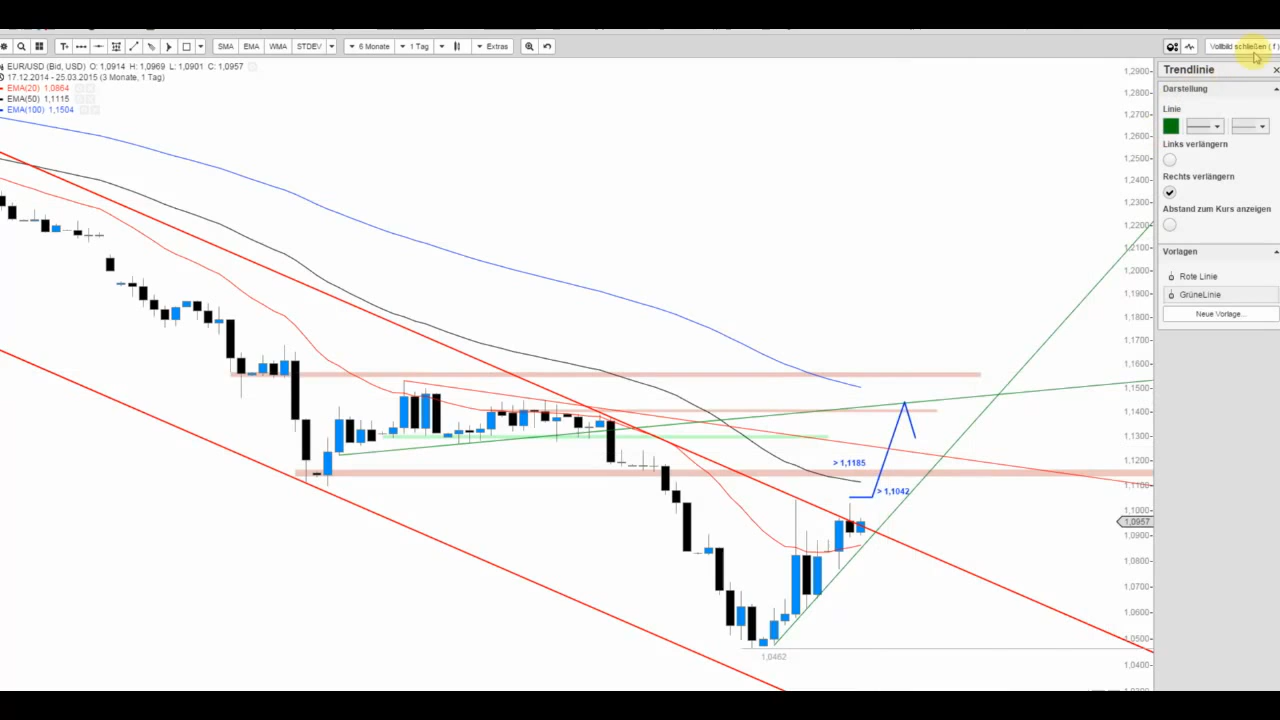 T+ SMA EMA WMA STDEV 6 Monate 1 Tag Extras Vollbild schließen ( f )
EUR/USD (Bid, USD) O: 1,0914 H: 1,0969 L: 1,0901 C: 1,0957
17.12.2014 - 25.03.2015 (3 Monate, 1 Tag)
EMA(20) 1,0864
EMA(50) 1,1115
EMA(100) 1,1504
Trendlinie
Darstellung
Linie
Links verlängern
Rechts verlängern
Abstand zum Kurs anzeigen
Vorlagen
Rote Linie
GrüneLinie
Neue Vorlage...
1,2900
1,2800
1,2700
1,2600
1,2500
1,2400
1,2300
1,2200
1,2100
1,2000
1,1900
1,1800
1,1700
1,1600
1,1500
1,1400
1,1300
1,1200
1,1100
1,1000
1,0957
1,0900
1,0800
1,0700
1,0600
1,0500
1,0400
> 1,1185
> 1,1042
1,0462